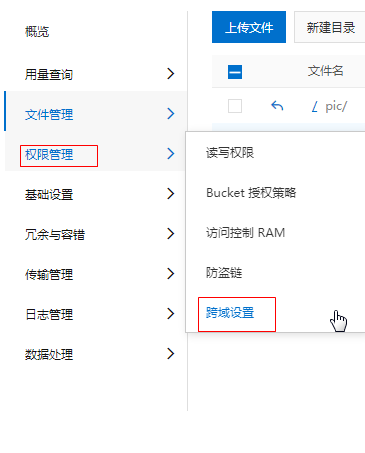 概览
用量查询
文件管理
权限管理
基础设置
冗余与容错
传输管理
日志管理
数据处理
上传文件
新建目录
文件名
pic/
读写权限
Bucket 授权策略
访问控制 RAM
防盗链
跨域设置